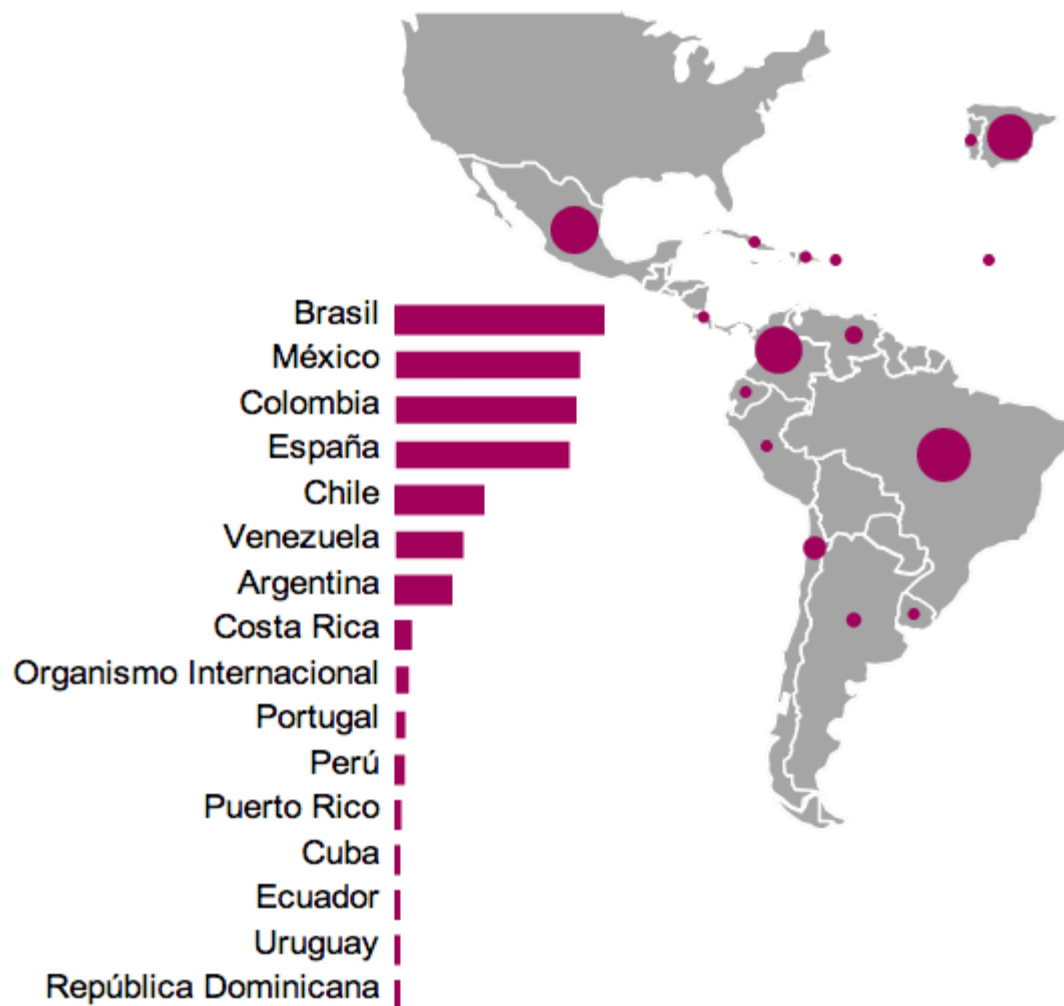 Brasil
México
Colombia
España
Chile
Venezuela
Argentina
Costa Rica
Organismo Internacional
Portugal
Perú
Puerto Rico
Cuba
Ecuador
Uruguay
República Dominicana